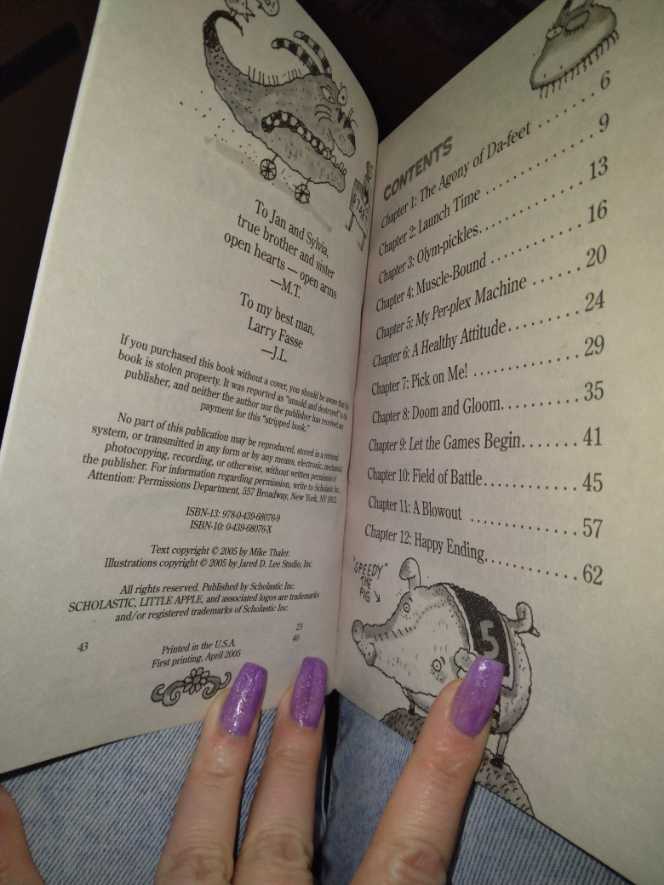 To Jan and Sylvia,
true brother and sister
open hearts — open arms
—M.T.
To my best man,
Larry Fasse
—J.L.
If you purchased this book without a cover, you should be aware that this
book is stolen property. It was reported as "unsold and destroyed" to the
publisher, and neither the author nor the publisher has received any
payment for this "stripped book."
No part of this publication may be reproduced, stored in a retrieval
system, or transmitted in any form or by any means, electronic, mechanical,
photocopying, recording, or otherwise, without written permission of
the publisher. For information regarding permission, write to Scholastic Inc.,
Attention: Permissions Department, 557 Broadway, New York, NY 10012.
ISBN-13: 978-0-439-68076-9
ISBN-10: 0-439-68076-X
Text copyright © 2005 by Mike Thaler.
Illustrations copyright © 2005 by Jared D. Lee Studio, Inc.
All rights reserved. Published by Scholastic Inc.
SCHOLASTIC, LITTLE APPLE, and associated logos are trademarks
and/or registered trademarks of Scholastic Inc.
43 23
Printed in the U.S.A. 40
First printing, April 2005
CONTENTS
Chapter 1: The Agony of Da-feet ........ 6
Chapter 2: Launch Time ............... 9
Chapter 3: Olym-pickles............... 13
Chapter 4: Muscle-Bound ............. 16
Chapter 5: My Per-plex Machine ....... 20
Chapter 6: A Healthy Attitude.......... 24
Chapter 7: Pick on Me! ............... 29
Chapter 8: Doom and Gloom.......... 35
Chapter 9: Let the Games Begin....... 41
Chapter 10: Field of Battle............ 45
Chapter 11: A Blowout .............. 57
Chapter 12: Happy Ending............ 62
"SPEEDY"
THE
PIG
5